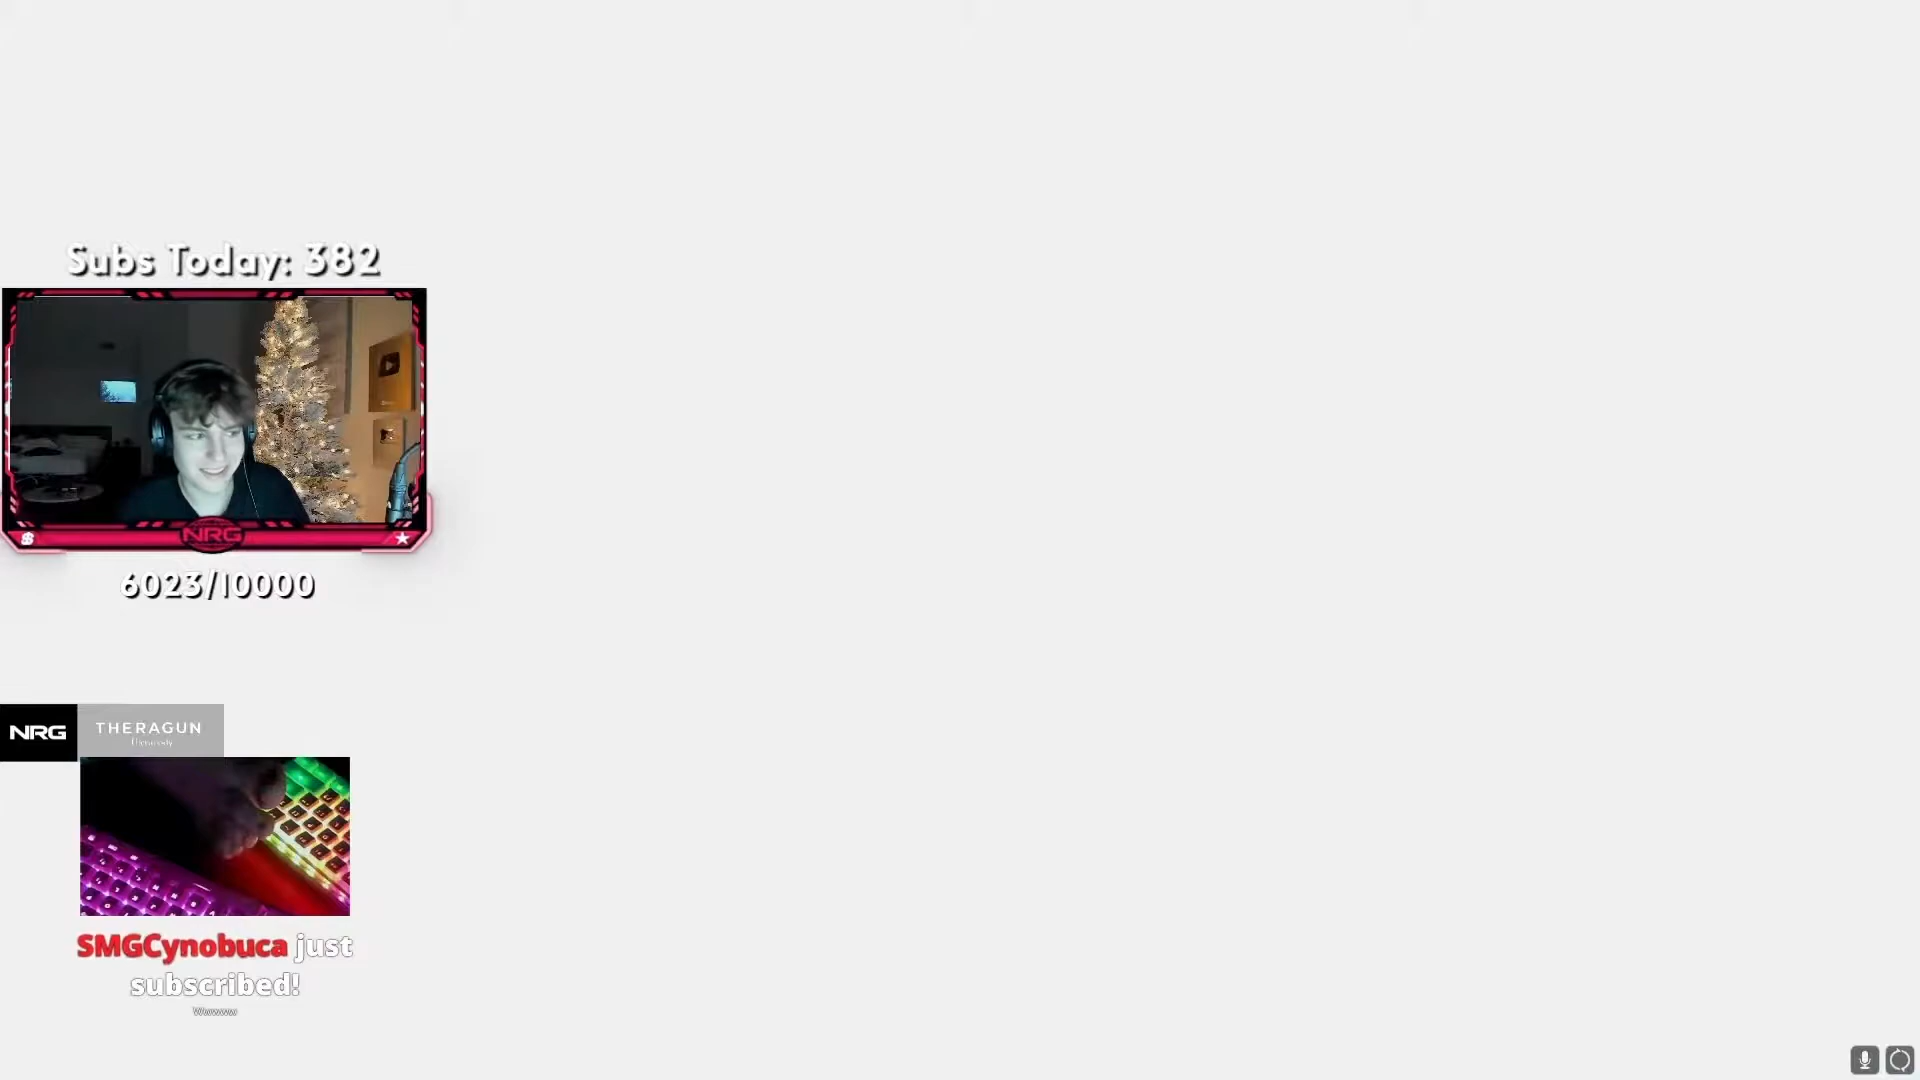 Subs Today: 382
NRG
6023/10000
NRG
THERAGUN
SMGCynobuca just
subscribed!